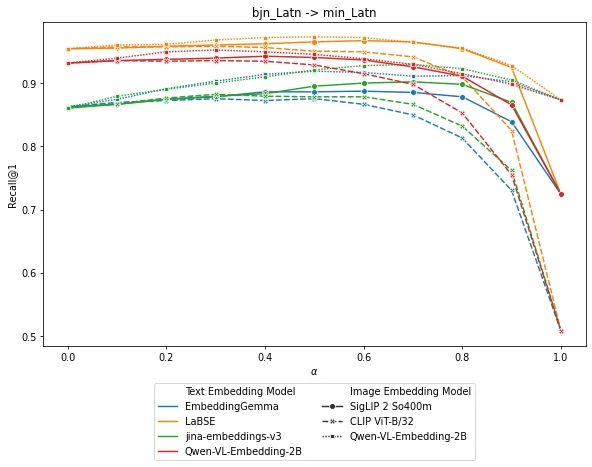 bjn_Latn -> min_Latn
Recall@1
0.9
0.8
0.7
0.6
0.5
0.0
0.2
0.4
0.6
0.8
1.0
α
Text Embedding Model
EmbeddingGemma
LaBSE
jina-embeddings-v3
Qwen-VL-Embedding-2B
Image Embedding Model
SigLIP 2 So400m
CLIP ViT-B/32
Qwen-VL-Embedding-2B